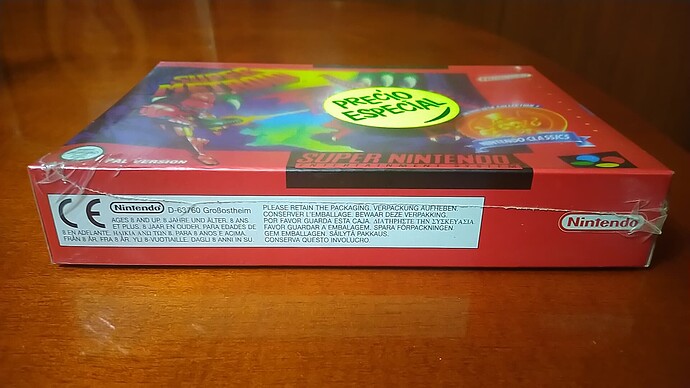 SUPER
METROID
Nintendo
PRECIO
ESPECIAL
NINTENDO CLASSICS
PAL VERSION
SUPER NINTENDO
Nintendo
D-63760 Großostheim
AGES 8 AND UP. 8 JAHRE UND ÄLTER. 8 ANS
ET PLUS. 8 JAAR EN OUDER. PARA EDADES DE
8 EN ADELANTE. ΗΛΙΚΙΑ ΑΝΩ ΤΩΝ 8. PARA 8 ANOS E ACIMA.
FRÅN 8 ÅR. FRA 8 ÅR. YLI 8-VUOTIAILLE. DAGLI 8 ANNI IN SU.
PLEASE RETAIN THE PACKAGING. VERPACKUNG AUFHEBEN.
CONSERVER L'EMBALLAGE. BEWAAR DEZE VERPAKKING.
POR FAVOR GUARDA ESTA CAJA. ΔΙΑΤΗΡΗΣΤΕ ΤΗΝ ΣΥΣΚΕΥΑΣΙΑ
FAVOR GUARDAR A EMBALAGEM. SPARA FÖRPACKNINGEN
GEM EMBALLAGEN. SÄILYTÄ PAKKAUS.
CONSERVA QUESTO INVOLUCRO.
Nintendo